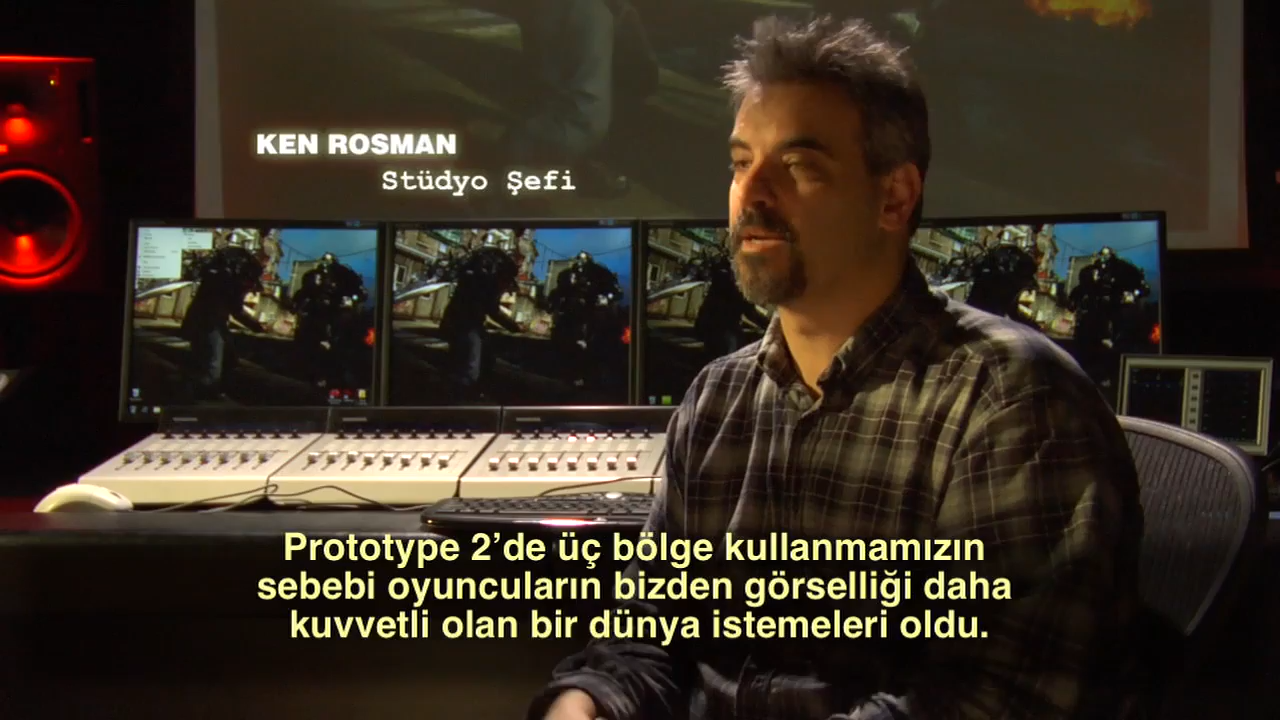 KEN ROSMAN
Stüdyo Şefi
Prototype 2’de üç bölge kullanmamızın
sebebi oyuncuların bizden görselliği daha
kuvvetli olan bir dünya istemeleri oldu.